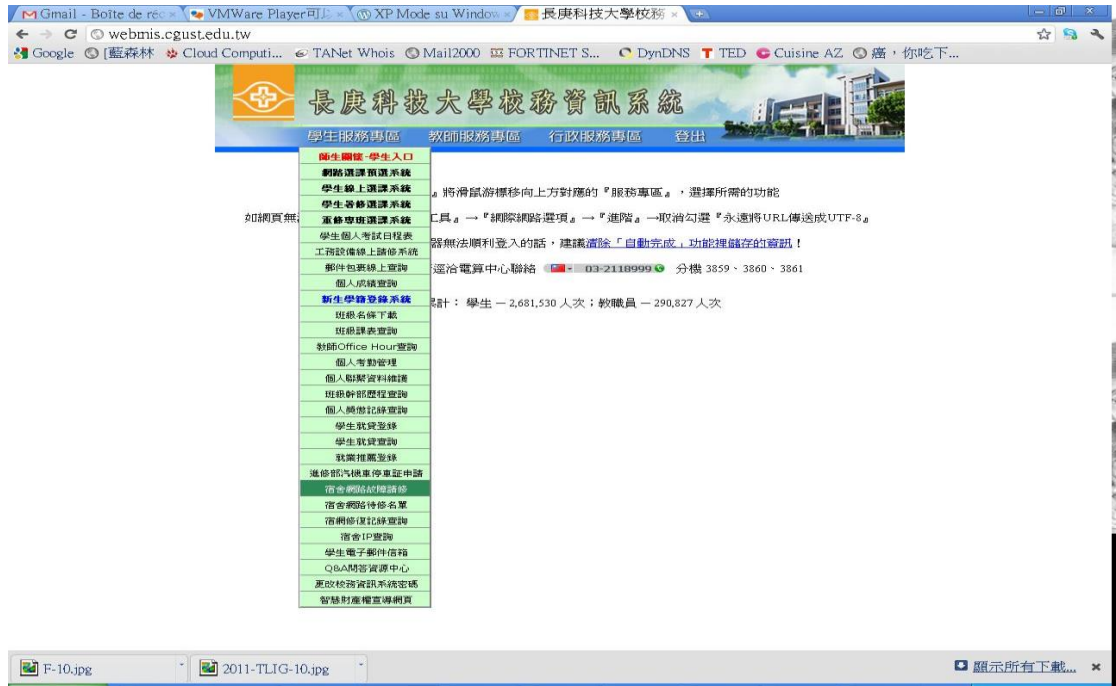 Gmail - Boîte de réc
VMWare Player可以
XP Mode su Window
長庚科技大學校務
webmis.cgust.edu.tw
Google
[藍森林
Cloud Computi...
TANet Whois
Mail2000
FORTINET S...
DynDNS
TED
Cuisine AZ
癌，你吃下...
長庚科技大學校務資訊系統
學生服務專區 教師服務專區 行政服務專區 登出
師生關懷-學生入口
網路選課預選系統
學生線上選課系統
學生暑修選課系統
重修專班選課系統
學生個人考試日程表
工務設備線上請修系統
郵件包裹線上查詢
個人成績查詢
新生學籍登錄系統
班級名條下載
班級課表查詢
教師Office Hour查詢
個人考勤管理
個人聯繫資料維護
班級幹部歷程查詢
個人獎懲記錄查詢
學生就貸登錄
學生就貸查詢
就業推薦登錄
進修部汽機車停車証申請
宿舍網路故障請修
宿舍網路待修名單
宿網修復記錄查詢
宿舍IP查詢
學生電子郵件信箱
Q&A問答資源中心
更改校務資訊系統密碼
智慧財產權宣導網頁
』將滑鼠游標移向上方對應的『服務專區』，選擇所需的功能
如網頁無
工具』→『網際網路選項』→『進階』→取消勾選『永遠將URL傳送成UTF-8』
器無法順利登入的話，建議清除「自動完成」功能裡儲存的資訊！
逕洽電算中心聯絡 03-2118999 分機 3859、3860、3861
計： 學生 — 2,681,530 人次；教職員 — 290,827 人次
F-10.jpg
2011-TLIG-10.jpg
顯示所有下載...